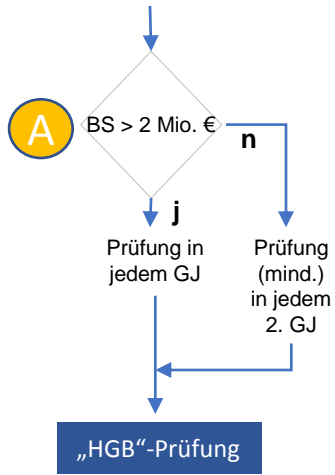 A
BS > 2 Mio. €
n
j
Prüfung in
jedem GJ
Prüfung
(mind.)
in jedem
2. GJ
„HGB“-Prüfung